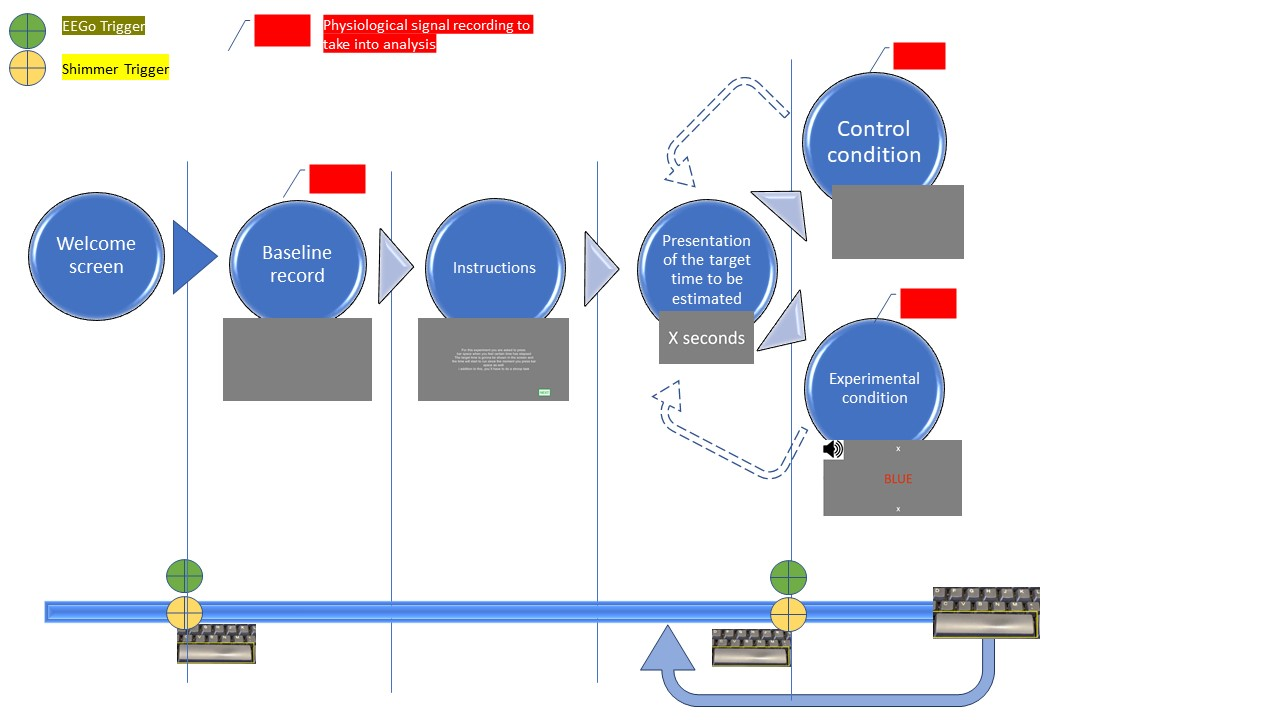 EEGo Trigger
Shimmer Trigger
Physiological signal recording to
take into analysis
Control
condition
Welcome
screen
Baseline
record
Instructions
Presentation
of the target
time to be
estimated
X seconds
Experimental
condition
x
BLUE
x